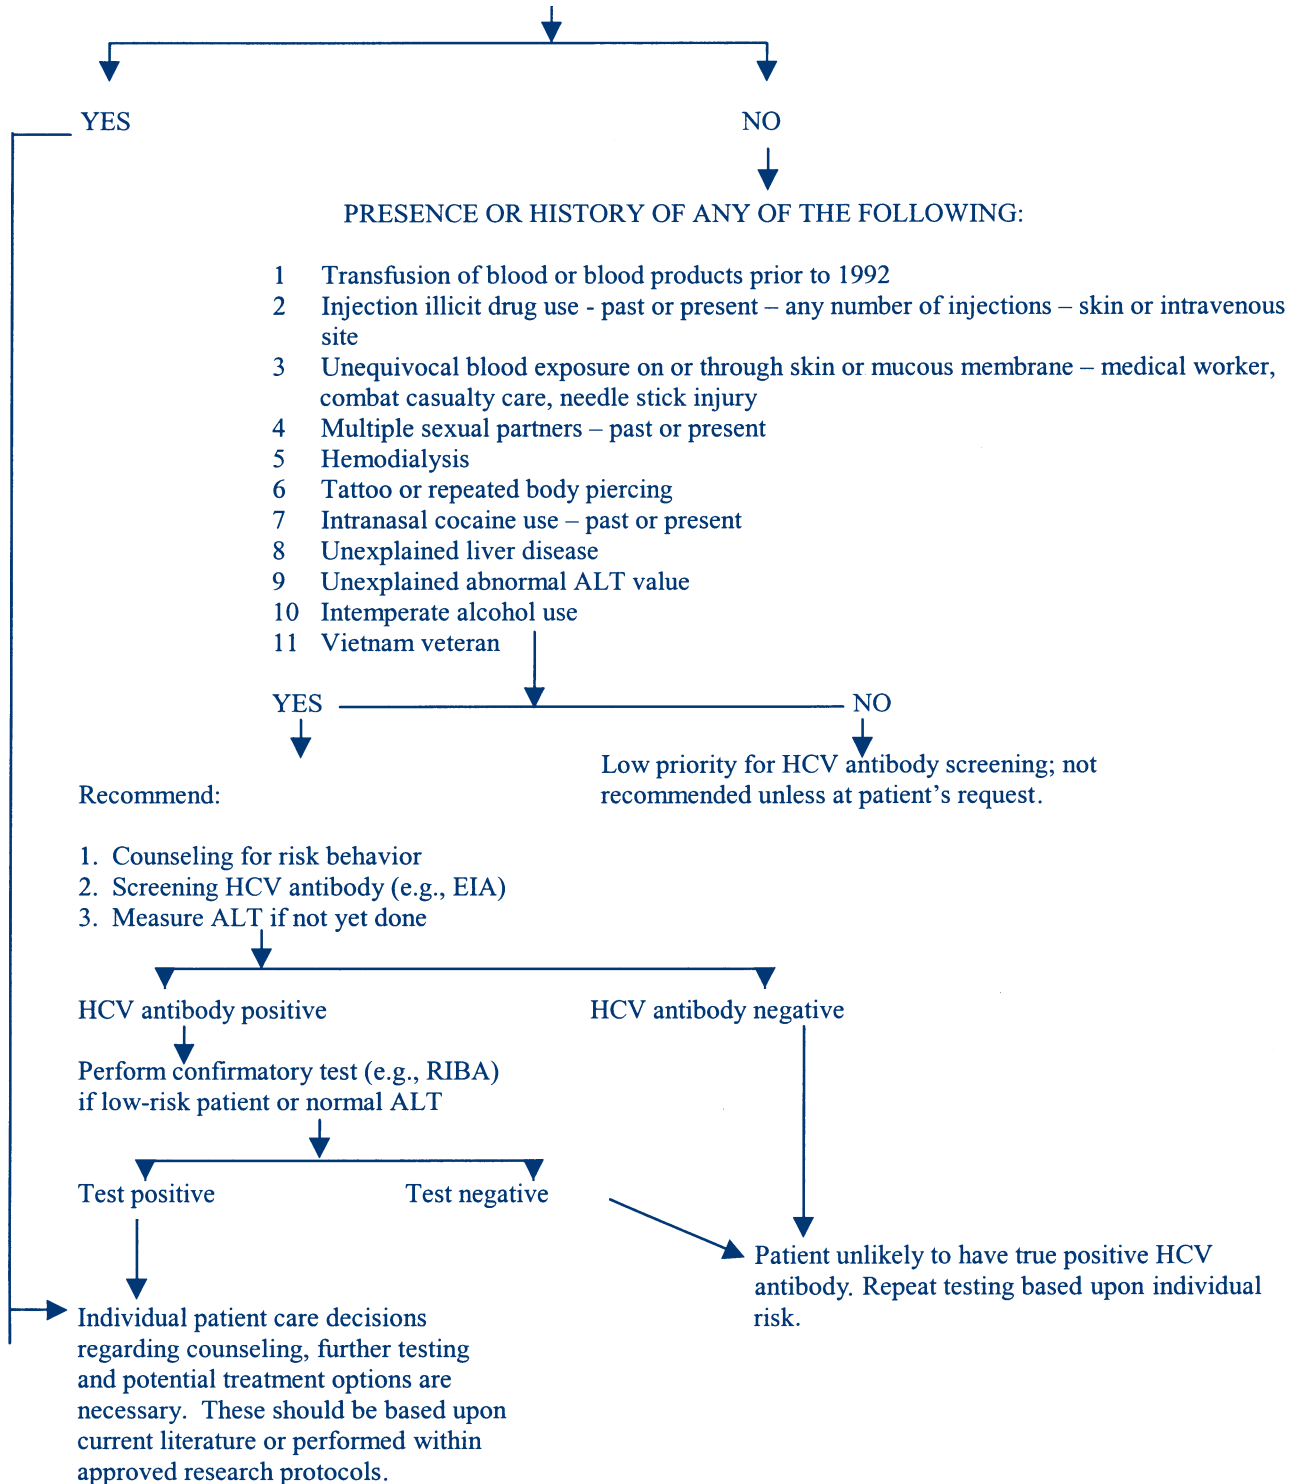 YES
NO
PRESENCE OR HISTORY OF ANY OF THE FOLLOWING:
1 Transfusion of blood or blood products prior to 1992
2 Injection illicit drug use - past or present – any number of injections – skin or intravenous
site
3 Unequivocal blood exposure on or through skin or mucous membrane – medical worker,
combat casualty care, needle stick injury
4 Multiple sexual partners – past or present
5 Hemodialysis
6 Tattoo or repeated body piercing
7 Intranasal cocaine use – past or present
8 Unexplained liver disease
9 Unexplained abnormal ALT value
10 Intemperate alcohol use
11 Vietnam veteran
YES
NO
Low priority for HCV antibody screening; not
recommended unless at patient's request.
Recommend:
1. Counseling for risk behavior
2. Screening HCV antibody (e.g., EIA)
3. Measure ALT if not yet done
HCV antibody positive
HCV antibody negative
Perform confirmatory test (e.g., RIBA)
if low-risk patient or normal ALT
Test positive
Test negative
Patient unlikely to have true positive HCV
antibody. Repeat testing based upon individual
risk.
Individual patient care decisions
regarding counseling, further testing
and potential treatment options are
necessary. These should be based upon
current literature or performed within
approved research protocols.